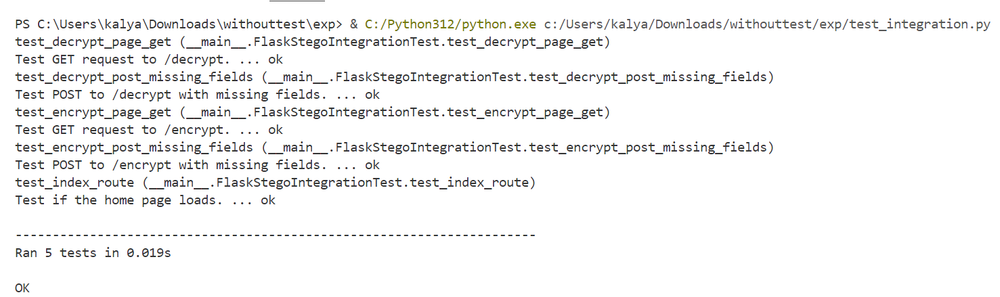 PS C:\Users\kalya\Downloads\withouttest\exp> & C:/Python312/python.exe c:/Users/kalya/Downloads/withouttest/exp/test_integration.py
test_decrypt_page_get (__main__.FlaskStegoIntegrationTest.test_decrypt_page_get)
Test GET request to /decrypt. ... ok
test_decrypt_post_missing_fields (__main__.FlaskStegoIntegrationTest.test_decrypt_post_missing_fields)
Test POST to /decrypt with missing fields. ... ok
test_encrypt_page_get (__main__.FlaskStegoIntegrationTest.test_encrypt_page_get)
Test GET request to /encrypt. ... ok
test_encrypt_post_missing_fields (__main__.FlaskStegoIntegrationTest.test_encrypt_post_missing_fields)
Test POST to /encrypt with missing fields. ... ok
test_index_route (__main__.FlaskStegoIntegrationTest.test_index_route)
Test if the home page loads. ... ok
----------------------------------------------------------------------
Ran 5 tests in 0.019s
OK